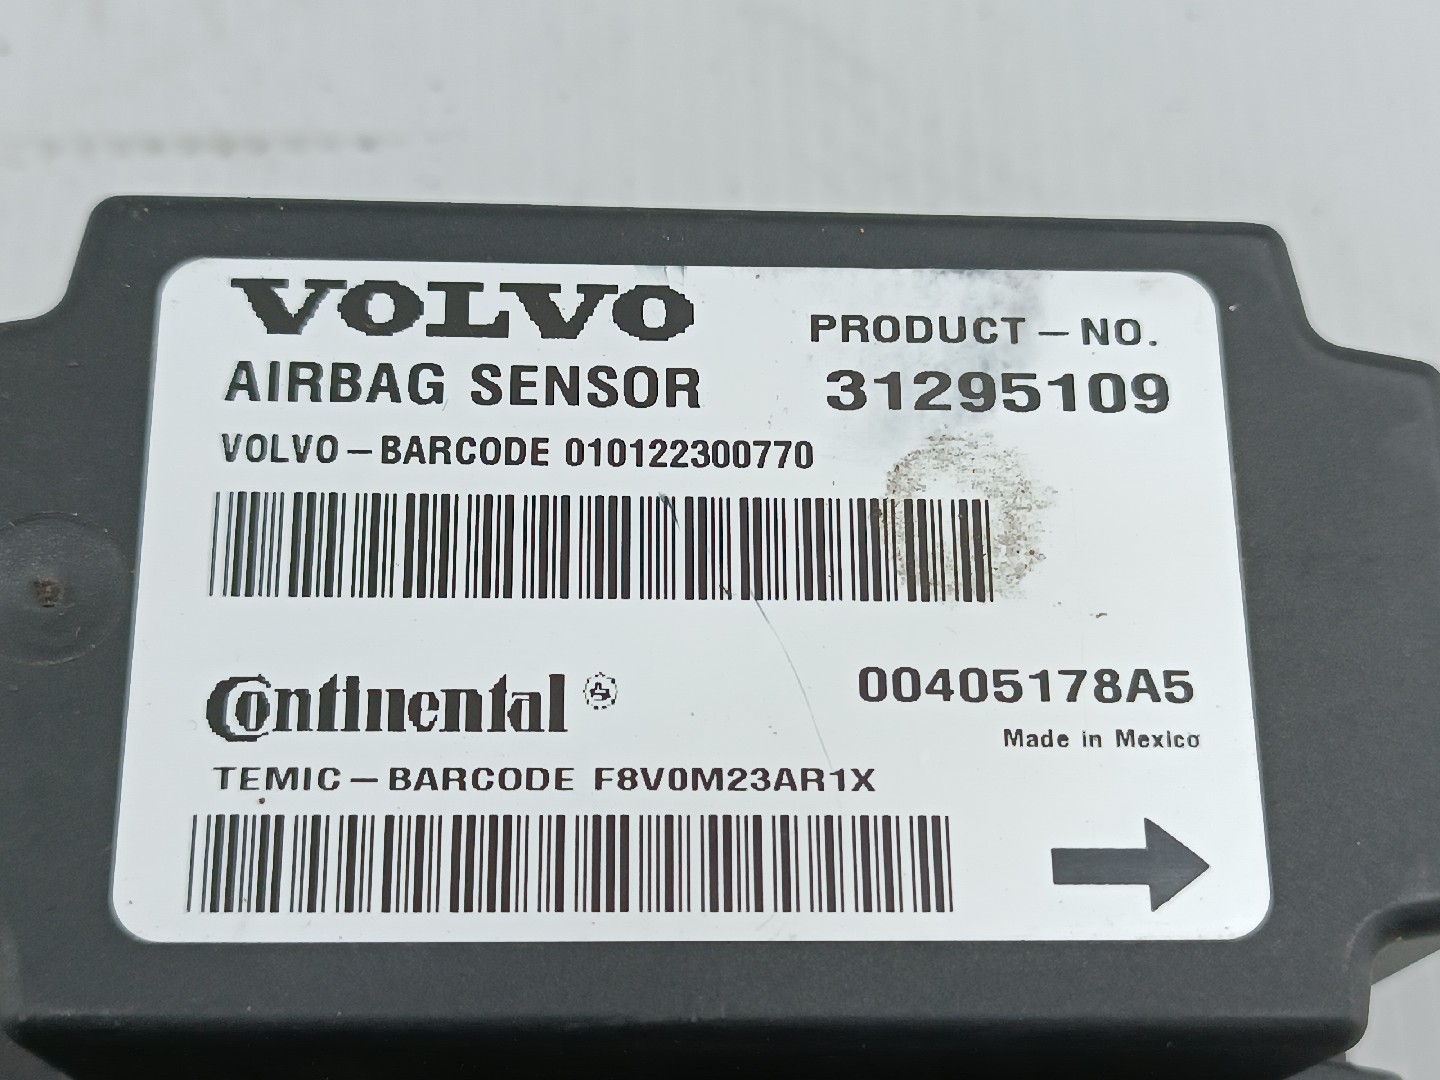 VOLVO
PRODUCT-NO.
AIRBAG SENSOR
31295109
VOLVO-BARCODE 010122300770
Continental
00405178A5
Made in Mexico
TEMIC-BARCODE F8V0M23AR1X